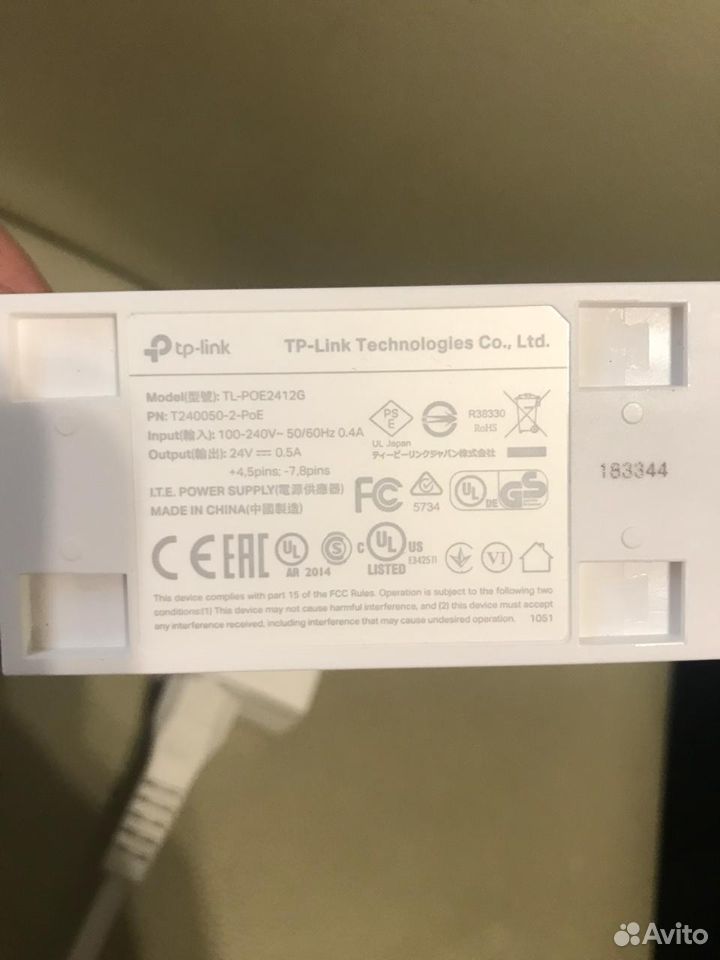 tp-link
TP-Link Technologies Co., Ltd.
Model(型號): TL-POE2412G
PN: T240050-2-PoE
Input(輸入): 100-240V~ 50/60Hz 0.4A
Output(輸出): 24V⎓0.5A
+4,5pins; -7,8pins
I.T.E. POWER SUPPLY(電源供應器)
MADE IN CHINA(中國製造)
PS E
UL Japan
R38330
RoHS
ティーピーリンクジャパン株式会社
FC
5734
UL DE
GS
CE EAC
UL
AR 2014
S
C UL US
LISTED
E342511
VI
This device complies with part 15 of the FCC Rules. Operation is subject to the following two
conditions:(1) This device may not cause harmful interference, and (2) this device must accept
any interference received, including interference that may cause undesired operation. 1051
183344
Avito